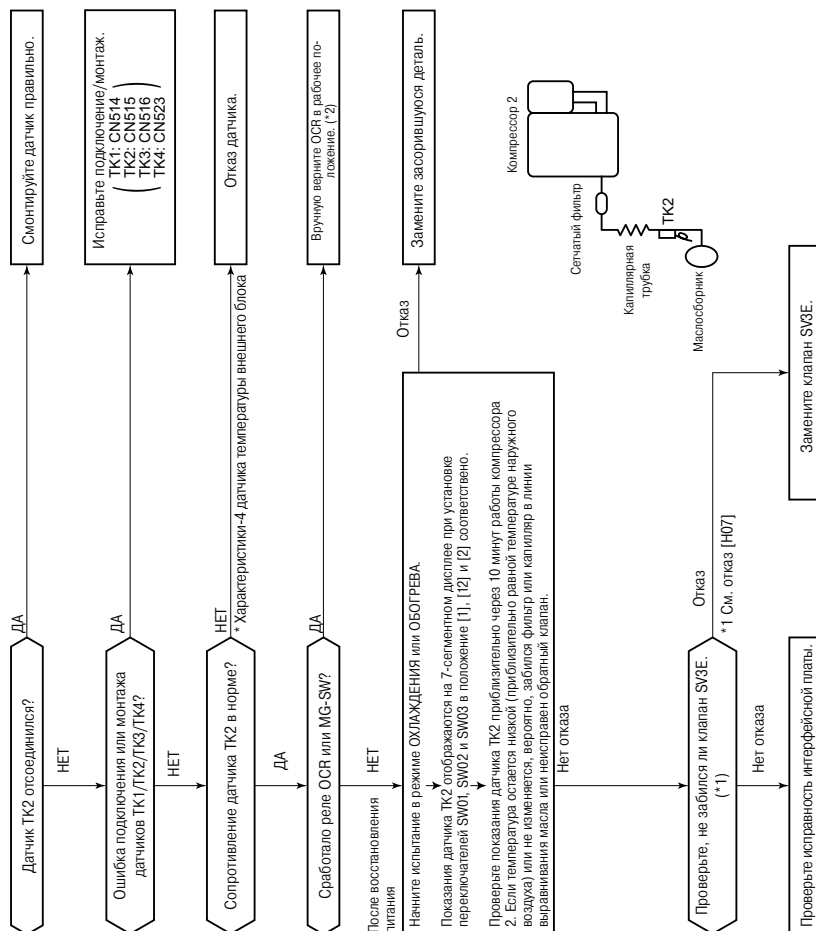 Датчик TK2 отсоединился?
ДА
Смонтируйте датчик правильно.
НЕТ
Ошибка подключения или монтажа
датчиков TK1/TK2/TK3/TK4?
ДА
Исправьте подключение/монтаж.
TK1: CN514
TK2: CN515
TK3: CN516
TK4: CN523
НЕТ
Сопротивление датчика TK2 в норме?
НЕТ
* Характеристики-4 датчика температуры внешнего блока
Отказ датчика.
ДА
Сработало реле OCR или MG-SW?
ДА
Вручную верните OCR в рабочее по-
ложение. (*2)
НЕТ
После восстановления
питания
Начните испытание в режиме ОХЛАЖДЕНИЯ или ОБОГРЕВА.
Показания датчика TK2 отображаются на 7-сегментном дисплее при установке
переключателей SW01, SW02 и SW03 в положение [1], [12] и [2] соответствено.
Проверьте показания датчика TK2 приблизительно через 10 минут работы компрессора
2. Если температура остается низкой (приблизительно равной температуре наружного
воздуха) или не изменяется, вероятно, забился фильтр или капилляр в линии
выравнивания масла или неисправен обратный клапан.
Отказ
Замените засорившуюся деталь.
Компрессор 2
Сетчатый фильтр
TK2
Капиллярная
трубка
Маслосборник
Нет отказа
Проверьте, не забился ли клапан SV3E.
(*1)
Отказ
*1 См. отказ [H07]
Замените клапан SV3E.
Нет отказа
Проверьте исправность интерфейсной платы.